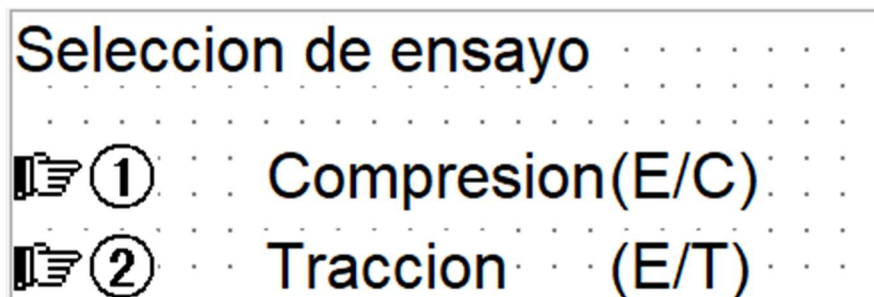 Seleccion de ensayo
☞① Compresion(E/C)
☞② Traccion (E/T)